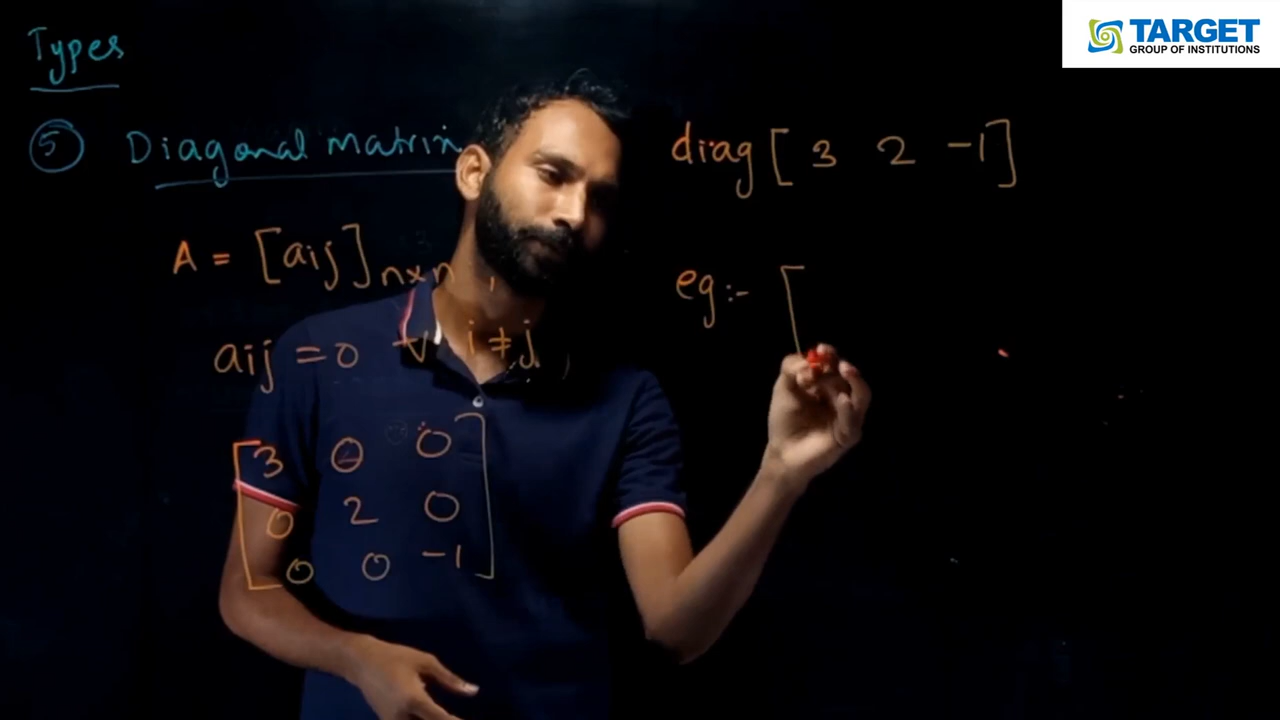 Types
⑤ Diagonal matrix
A = [aij]n×n ,
aij = 0 ∀ i ≠ j,
[3 0 0
0 2 0
0 0 -1]
diag [3 2 -1]
eg:- [
TARGET
GROUP OF INSTITUTIONS